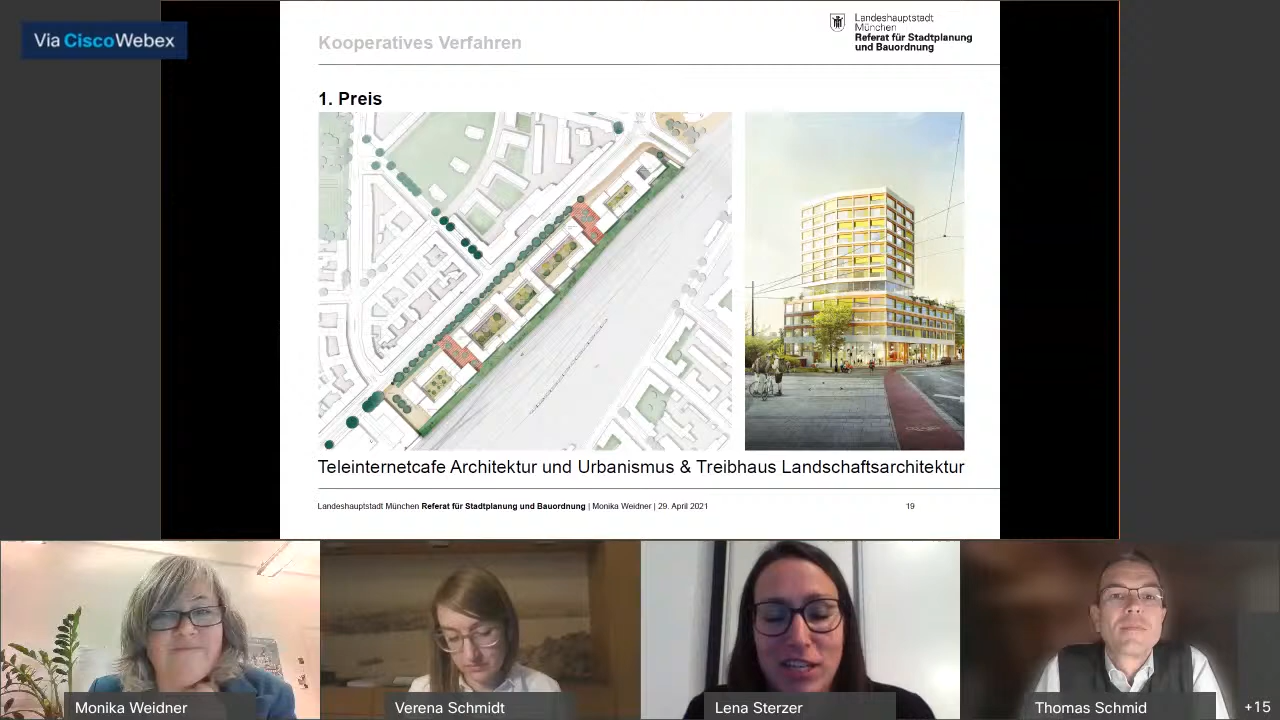 Via Cisco Webex
Kooperatives Verfahren
Landeshauptstadt
München
Referat für Stadtplanung
und Bauordnung
1. Preis
Teleinternetcafe Architektur und Urbanismus & Treibhaus Landschaftsarchitektur
Landeshauptstadt München Referat für Stadtplanung und Bauordnung | Monika Weidner | 29. April 2021
19
Monika Weidner
Verena Schmidt
Lena Sterzer
Thomas Schmid
+15